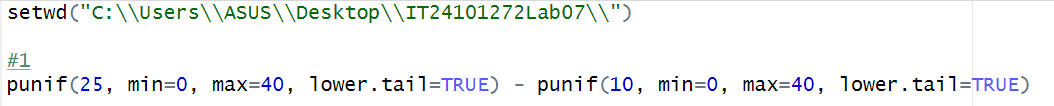 setwd("C:\\Users\\ASUS\\Desktop\\IT24101272Lab07\\")
#1
punif(25, min=0, max=40, lower.tail=TRUE) - punif(10, min=0, max=40, lower.tail=TRUE)